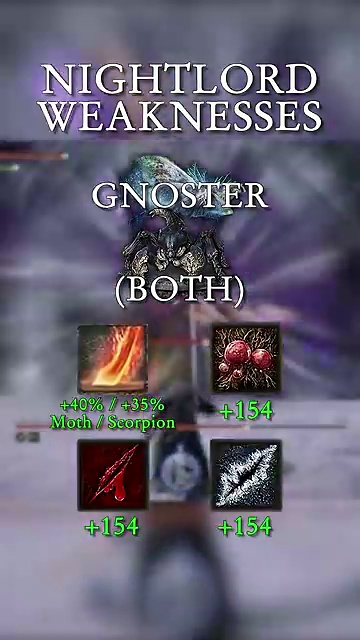 NIGHTLORD
WEAKNESSES
GNOSTER
(BOTH)
+40% / +35%
Moth / Scorpion
+154
+154
+154